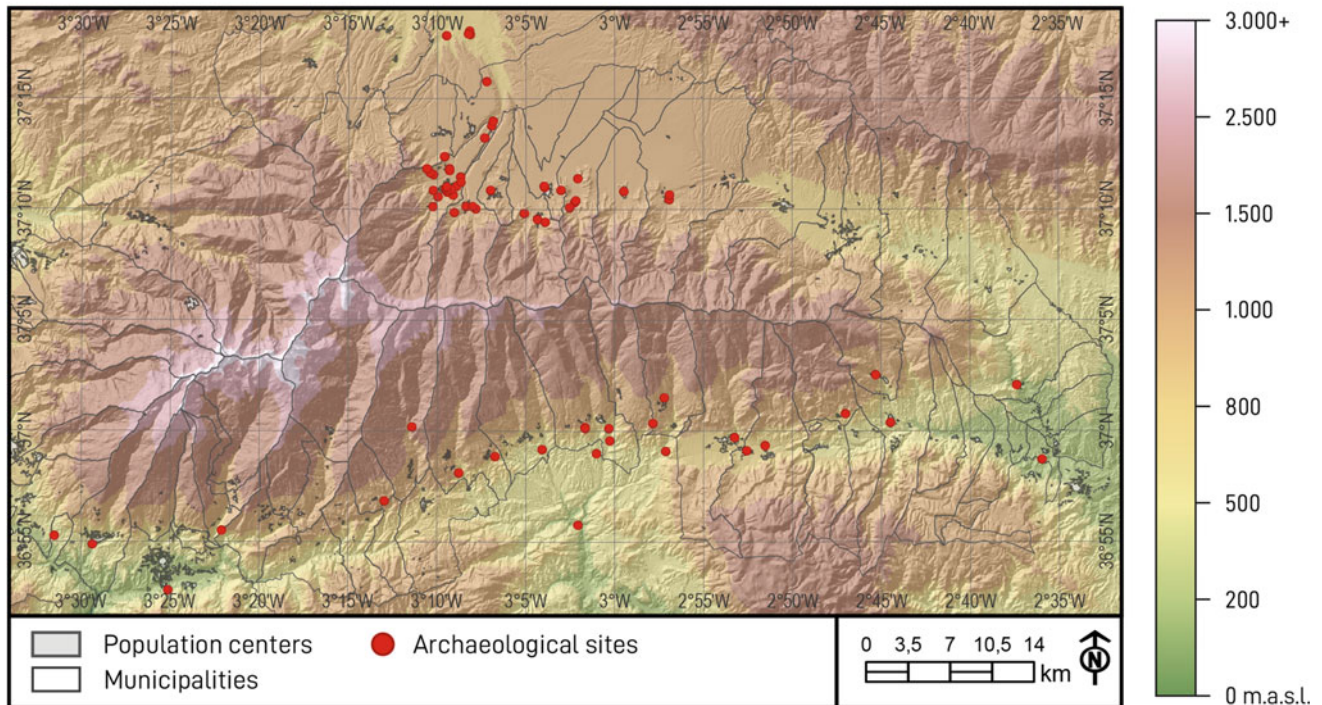 3°30'W 3°25'W 3°20'W 3°15'W 3°10'W 3°5'W 3°0'W 2°55'W 2°50'W 2°45'W 2°40'W 2°35'W
37°15'N 37°15'N
37°10'N 37°10'N
37°5'N 37°5'N
37°N 37°N
36°55'N 36°55'N
3°30'W 3°25'W 3°20'W 3°15'W 3°10'W 3°5'W 3°0'W 2°55'W 2°50'W 2°45'W 2°40'W 2°35'W
Population centers
Archaeological sites
Municipalities
0 3,5 7 10,5 14
km
N
3.000+
2.500
1.500
1.000
800
500
200
0 m.a.s.l.